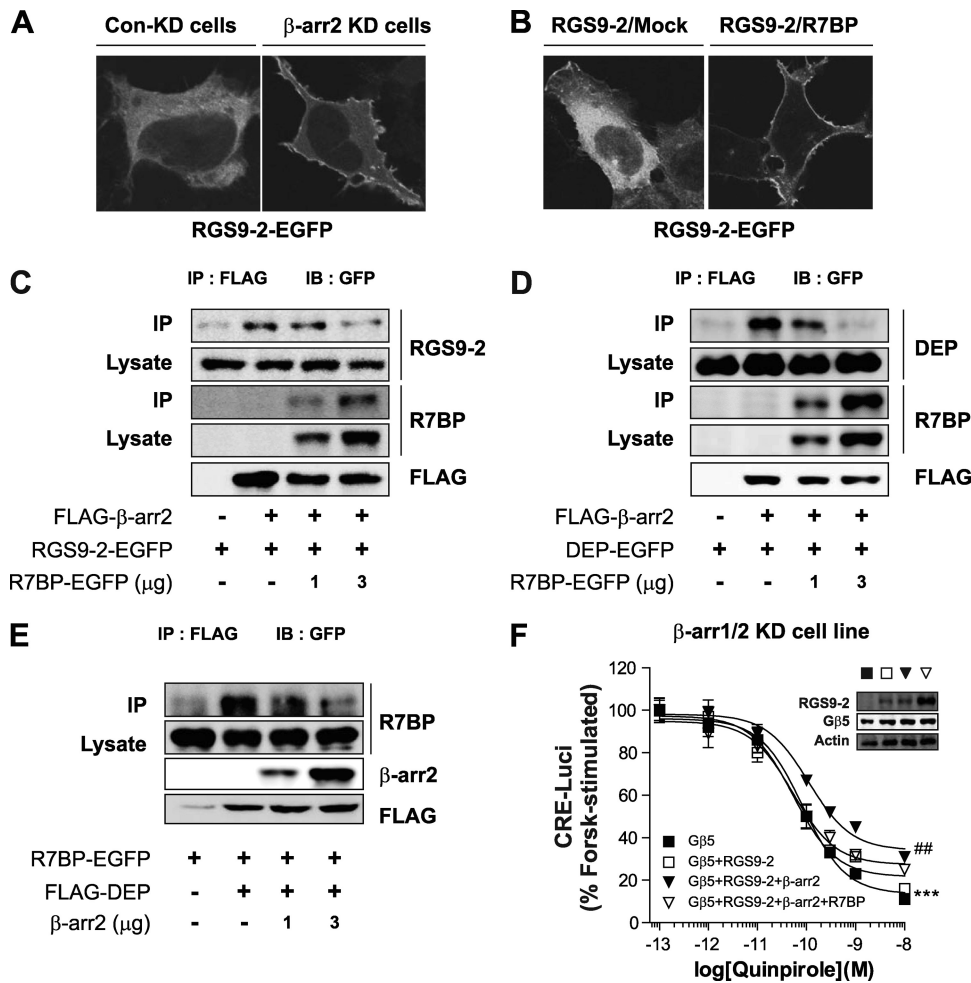 A
Con-KD cells
β-arr2 KD cells
RGS9-2-EGFP
B
RGS9-2/Mock
RGS9-2/R7BP
RGS9-2-EGFP
C
IP : FLAG IB : GFP
IP
RGS9-2
Lysate
IP
R7BP
Lysate
FLAG
FLAG-β-arr2 - + + +
RGS9-2-EGFP + + + +
R7BP-EGFP (μg) - - 1 3
D
IP : FLAG IB : GFP
IP
DEP
Lysate
IP
R7BP
Lysate
FLAG
FLAG-β-arr2 - + + +
DEP-EGFP + + + +
R7BP-EGFP (μg) - - 1 3
E
IP : FLAG IB : GFP
IP
R7BP
Lysate
β-arr2
FLAG
R7BP-EGFP + + + +
FLAG-DEP - + + +
β-arr2 (μg) - - 1 3
F
β-arr1/2 KD cell line
CRE-Luci
(% Forsk-stimulated)
120
100
80
60
40
20
0
RGS9-2
Gβ5
Actin
Gβ5
Gβ5+RGS9-2
Gβ5+RGS9-2+β-arr2
Gβ5+RGS9-2+β-arr2+R7BP
##
***
-13 -12 -11 -10 -9 -8
log[Quinpirole](M)